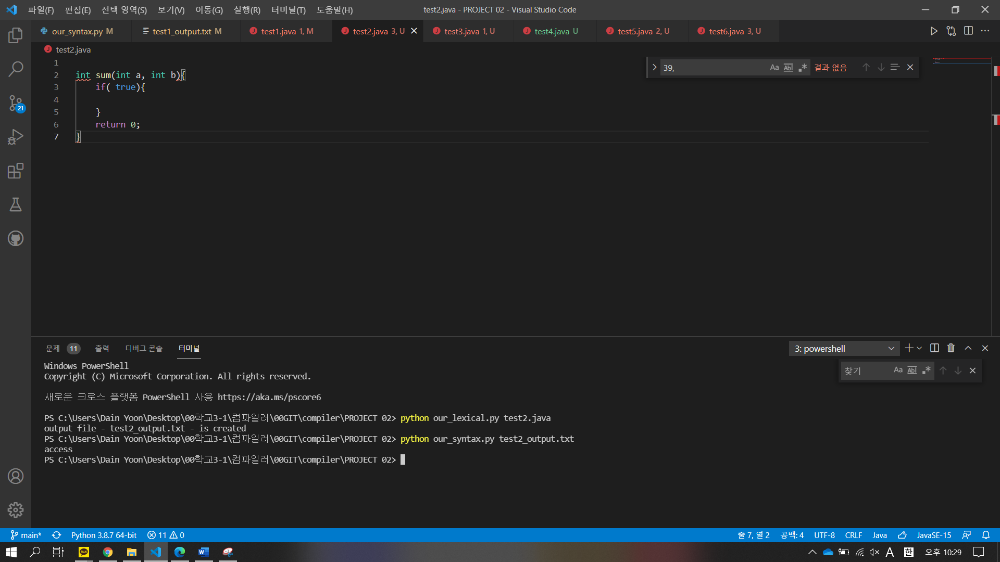 파일(F) 편집(E) 선택 영역(S) 보기(V) 이동(G) 실행(R) 터미널(T) 도움말(H) test2.java - PROJECT 02 - Visual Studio Code
our_syntax.py M test1_output.txt M test1.java 1, M test2.java 3, U test3.java 1, U test4.java U test5.java 2, U test6.java 3, U
test2.java
39, Aa Abl 결과 없음
1
2 int sum(int a, int b){
3 if( true){
4
5 }
6 return 0;
7 }
21
문제 11 출력 디버그 콘솔 터미널 3: powershell
찾기 Aa Abl
Windows PowerShell
Copyright (C) Microsoft Corporation. All rights reserved.
새로운 크로스 플랫폼 PowerShell 사용 https://aka.ms/pscore6
PS C:\Users\Dain Yoon\Desktop\00학교3-1\컴파일러\00GIT\compiler\PROJECT 02> python our_lexical.py test2.java
output file - test2_output.txt - is created
PS C:\Users\Dain Yoon\Desktop\00학교3-1\컴파일러\00GIT\compiler\PROJECT 02> python our_syntax.py test2_output.txt
access
PS C:\Users\Dain Yoon\Desktop\00학교3-1\컴파일러\00GIT\compiler\PROJECT 02>
main* Python 3.8.7 64-bit 11 0 줄 7, 열 2 공백: 4 UTF-8 CRLF Java JavaSE-15
TALK W A 한 오후 10:29